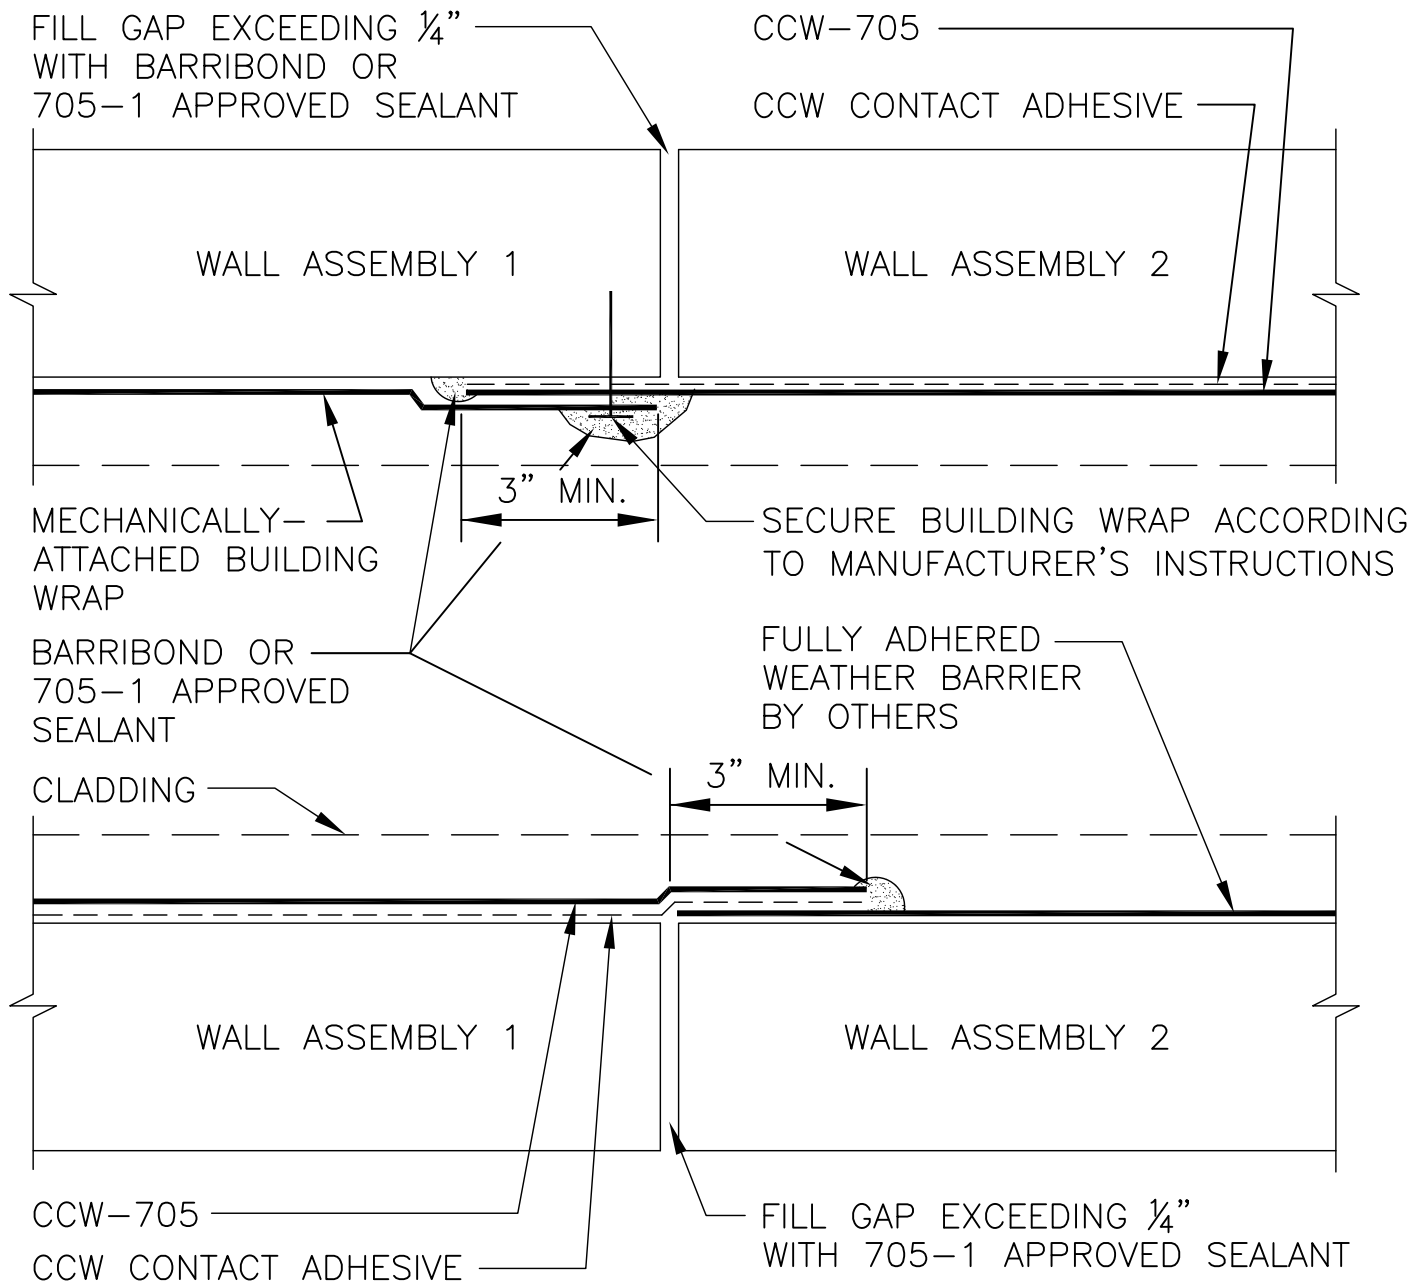 FILL GAP EXCEEDING ¼"
WITH BARRIBOND OR
705-1 APPROVED SEALANT
CCW-705
CCW CONTACT ADHESIVE
WALL ASSEMBLY 1
WALL ASSEMBLY 2
3" MIN.
MECHANICALLY-
ATTACHED BUILDING
WRAP
SECURE BUILDING WRAP ACCORDING
TO MANUFACTURER'S INSTRUCTIONS
BARRIBOND OR
705-1 APPROVED
SEALANT
FULLY ADHERED
WEATHER BARRIER
BY OTHERS
CLADDING
3" MIN.
WALL ASSEMBLY 1
WALL ASSEMBLY 2
CCW-705
CCW CONTACT ADHESIVE
FILL GAP EXCEEDING ¼"
WITH 705-1 APPROVED SEALANT